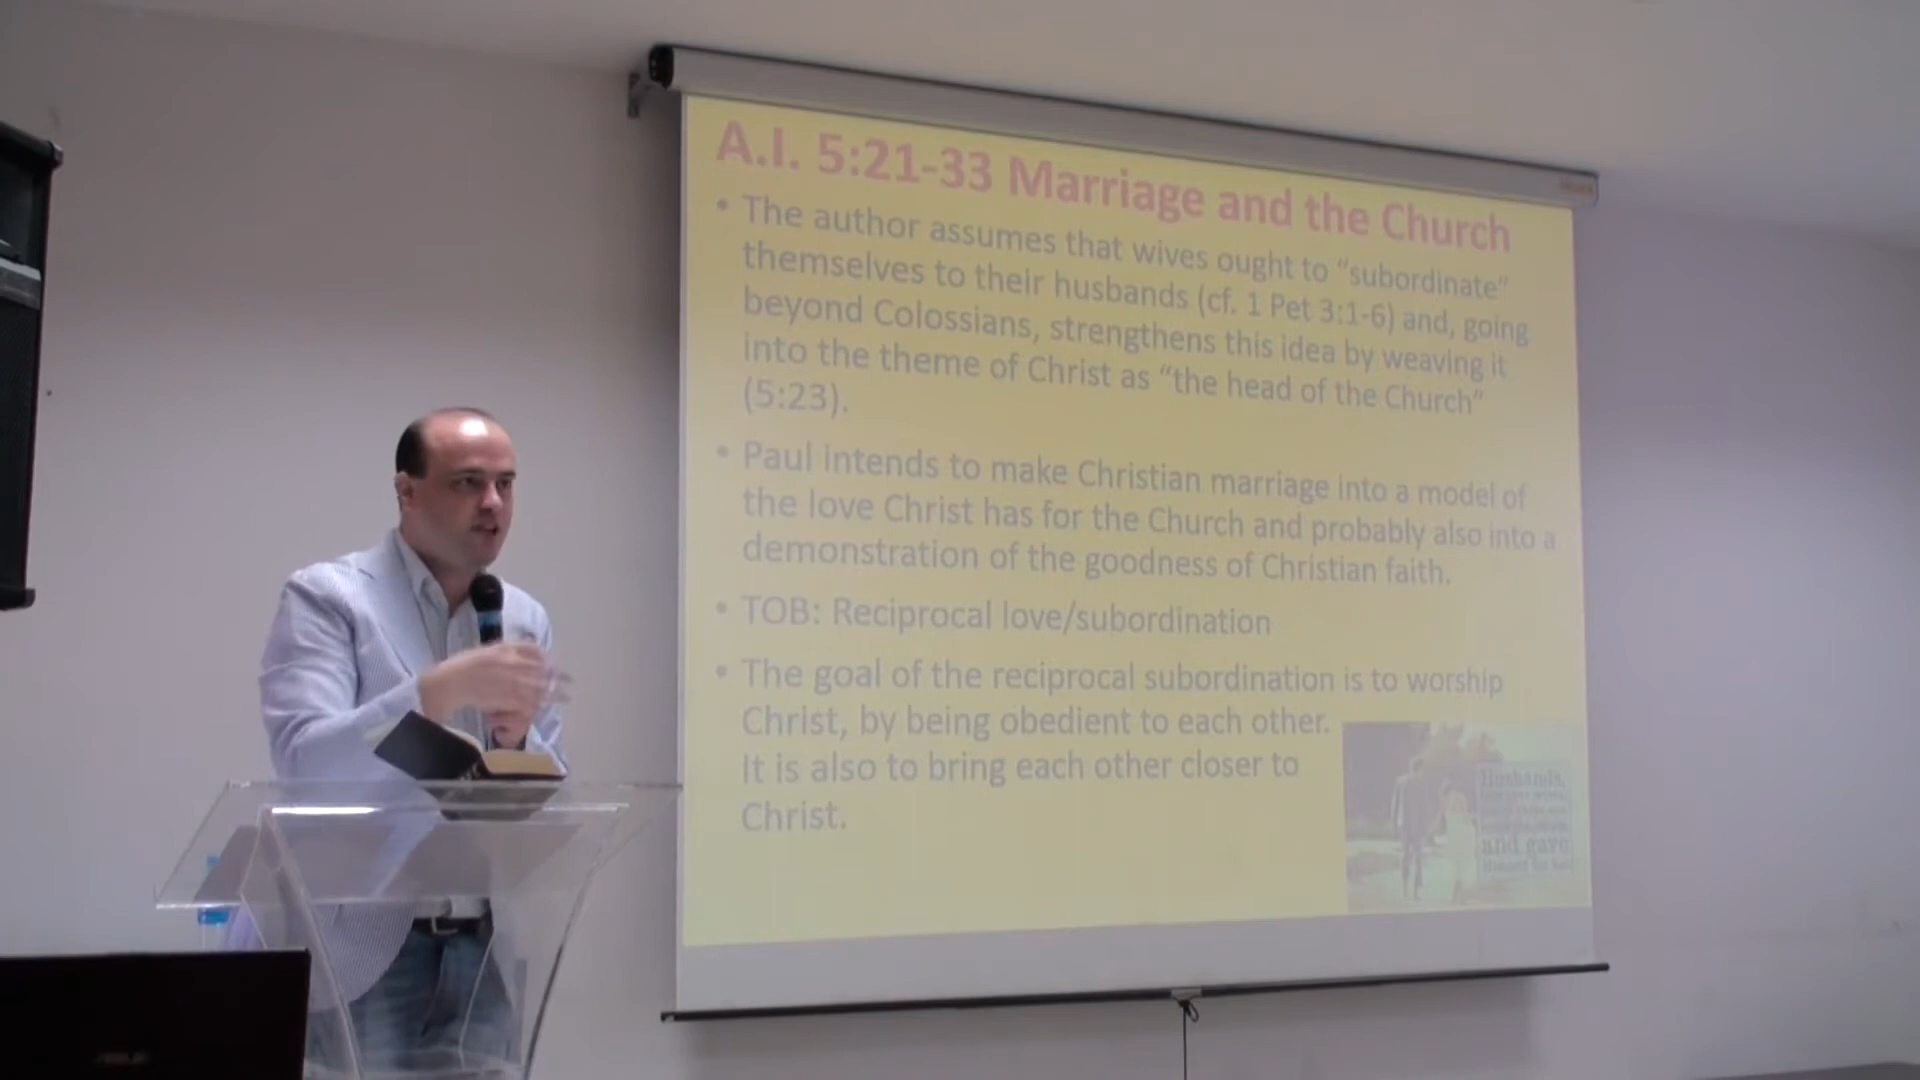 A.I. 5:21-33 Marriage and the Church
• The author assumes that wives ought to “subordinate”
themselves to their husbands (cf. 1 Pet 3:1-6) and, going
beyond Colossians, strengthens this idea by weaving it
into the theme of Christ as “the head of the Church”
(5:23).
• Paul intends to make Christian marriage into a model of
the love Christ has for the Church and probably also into a
demonstration of the goodness of Christian faith.
• TOB: Reciprocal love/subordination
• The goal of the reciprocal subordination is to worship
Christ, by being obedient to each other.
It is also to bring each other closer to
Christ.
Husbands,
and gave
ASUS